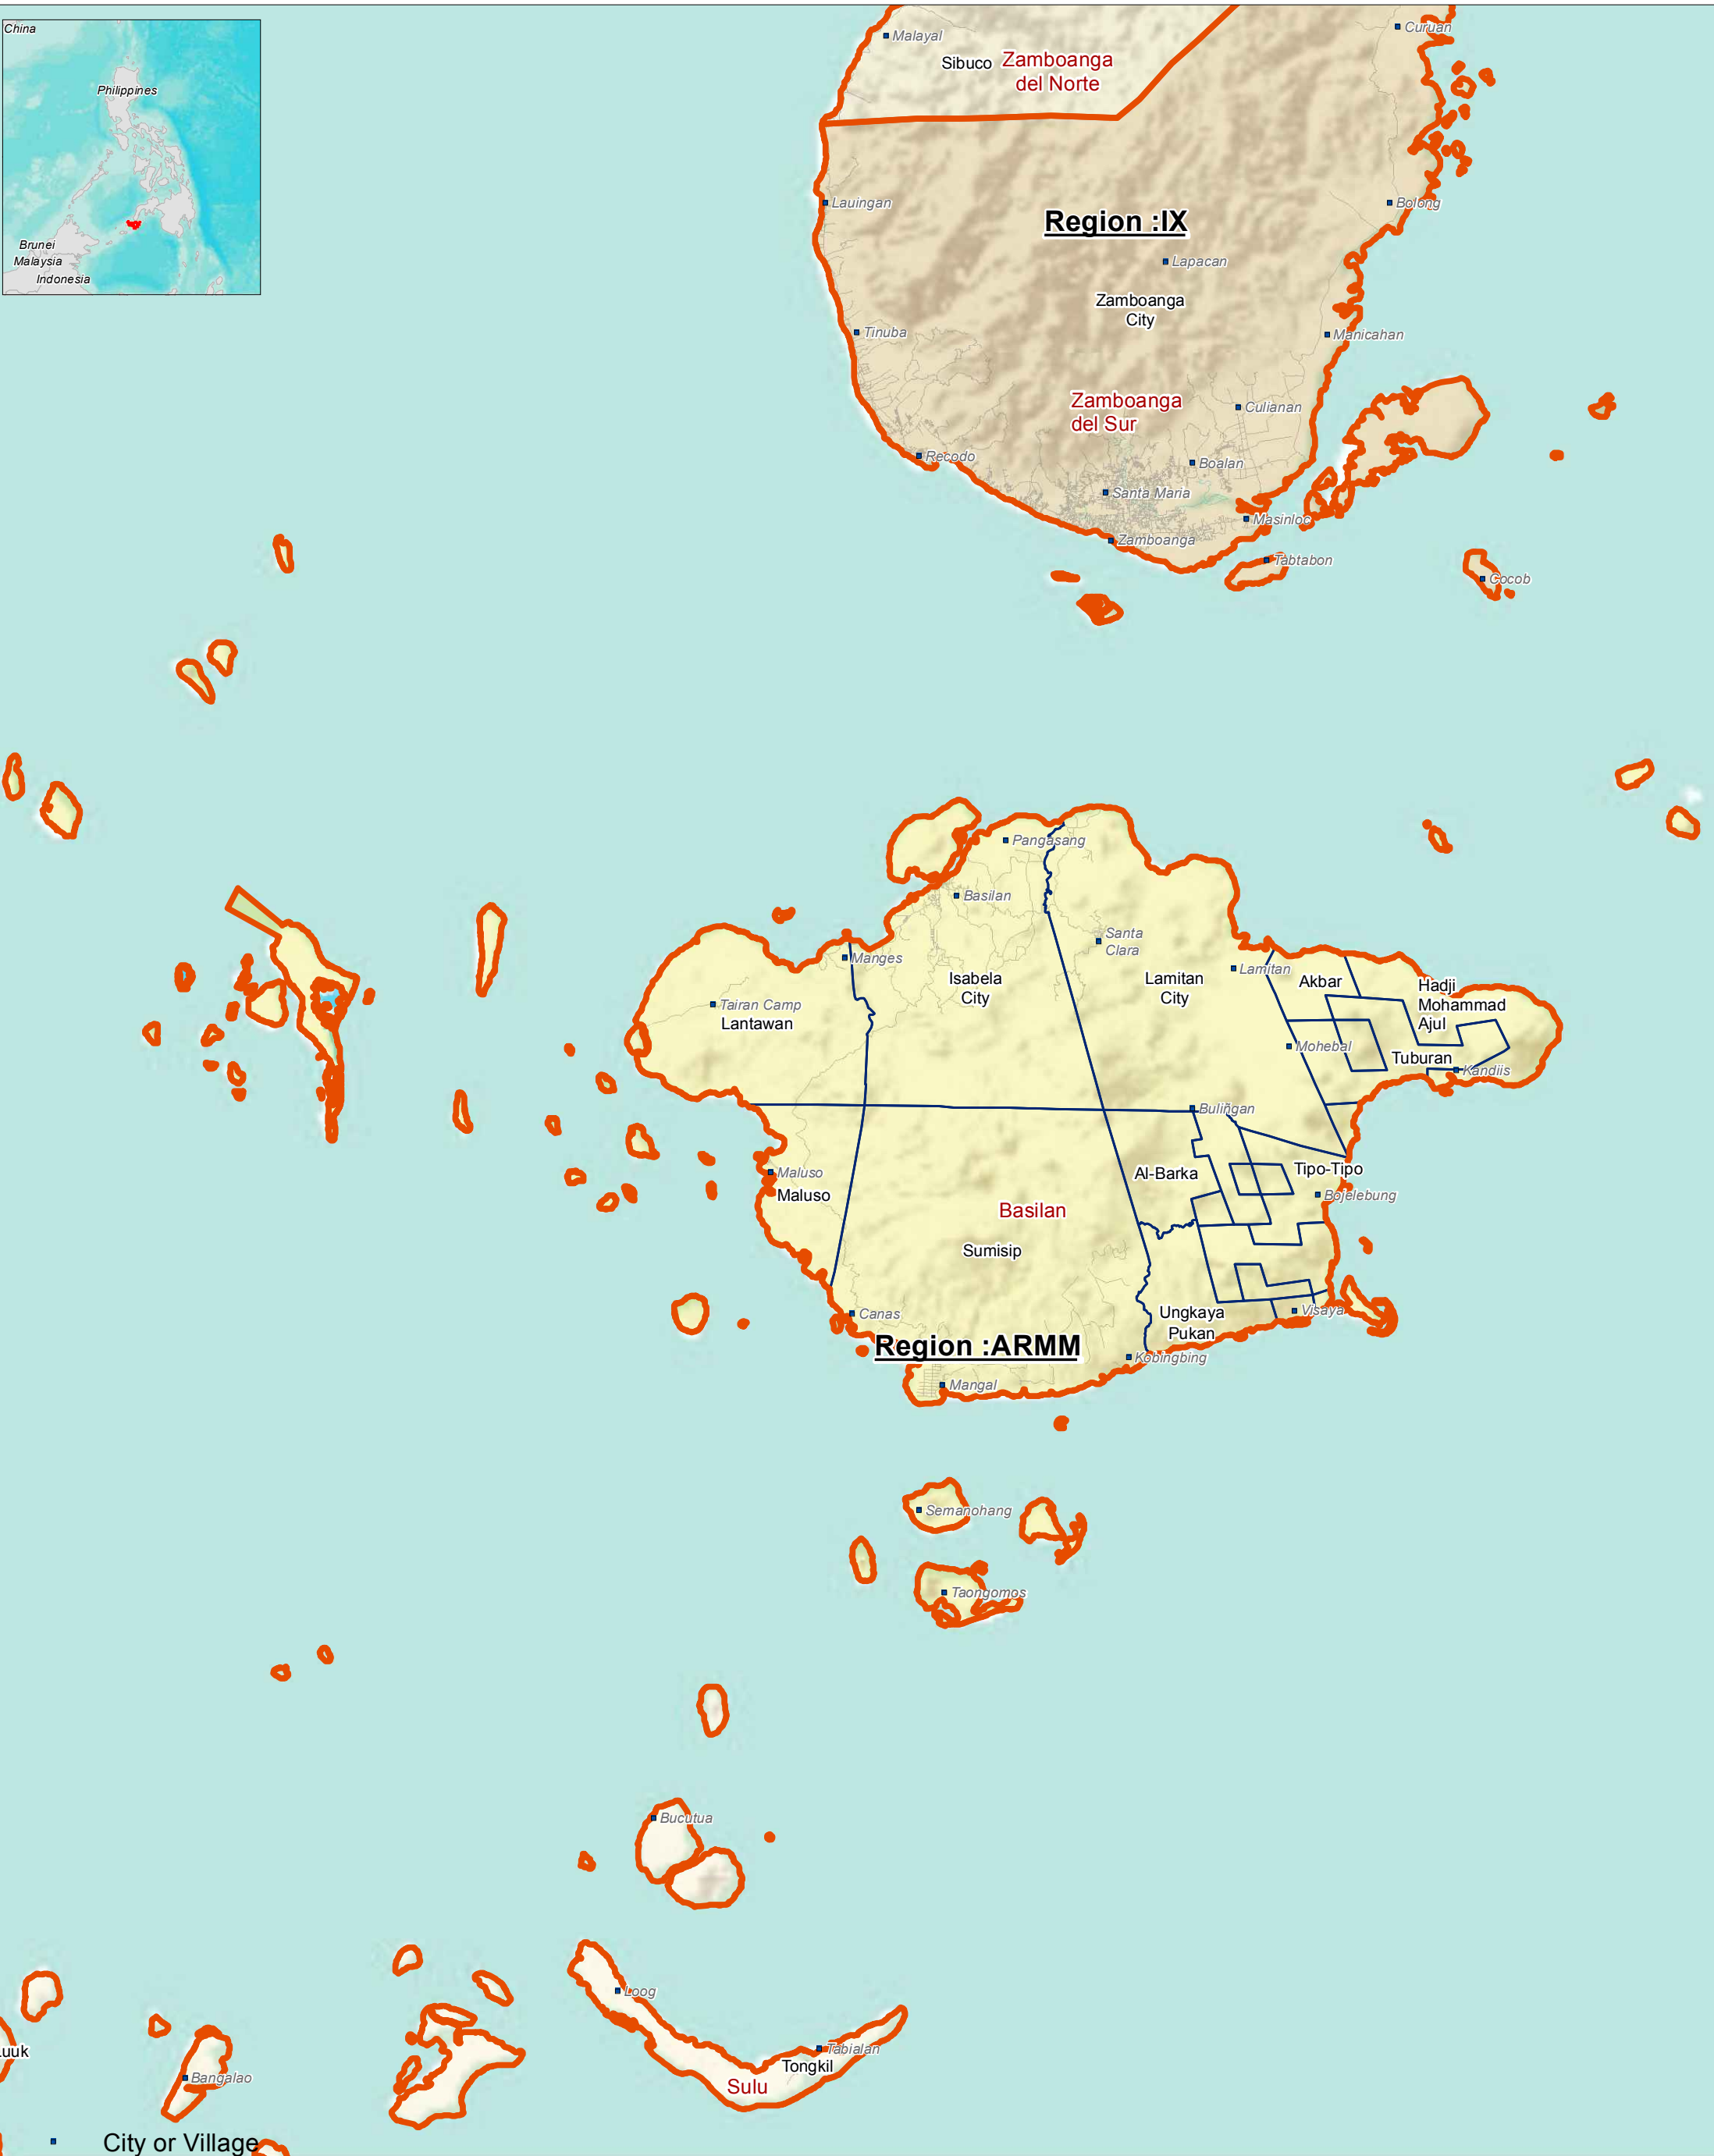 China
Philippines
Brunei
Malaysia
Indonesia
Malayal
Sibuco
Zamboanga
del Norte
Curuan
Lauingan
Region :IX
Bolong
Lapacan
Zamboanga
City
Tinuba
Manicahan
Zamboanga
del Sur
Culianan
Recodo
Boalan
Santa Maria
Masinloc
Zamboanga
Tabtabon
Cocob
Pangasang
Basilan
Santa
Clara
Manges
Isabela
City
Lamitan
City
Lamitan
Akbar
Hadji
Mohammad
Ajul
Tairan Camp
Lantawan
Mohebal
Tuburan
Kandiis
Buliñgan
Maluso
Maluso
Al-Barka
Tipo-Tipo
Bojelebung
Basilan
Sumisip
Canas
Ungkaya
Pukan
Visaya
Region :ARMM
Kobingbing
Mangal
Semanohang
Taongomos
Bucutua
Loog
Tabialan
Tongkil
Sulu
uuk
Bangalao
City or Village